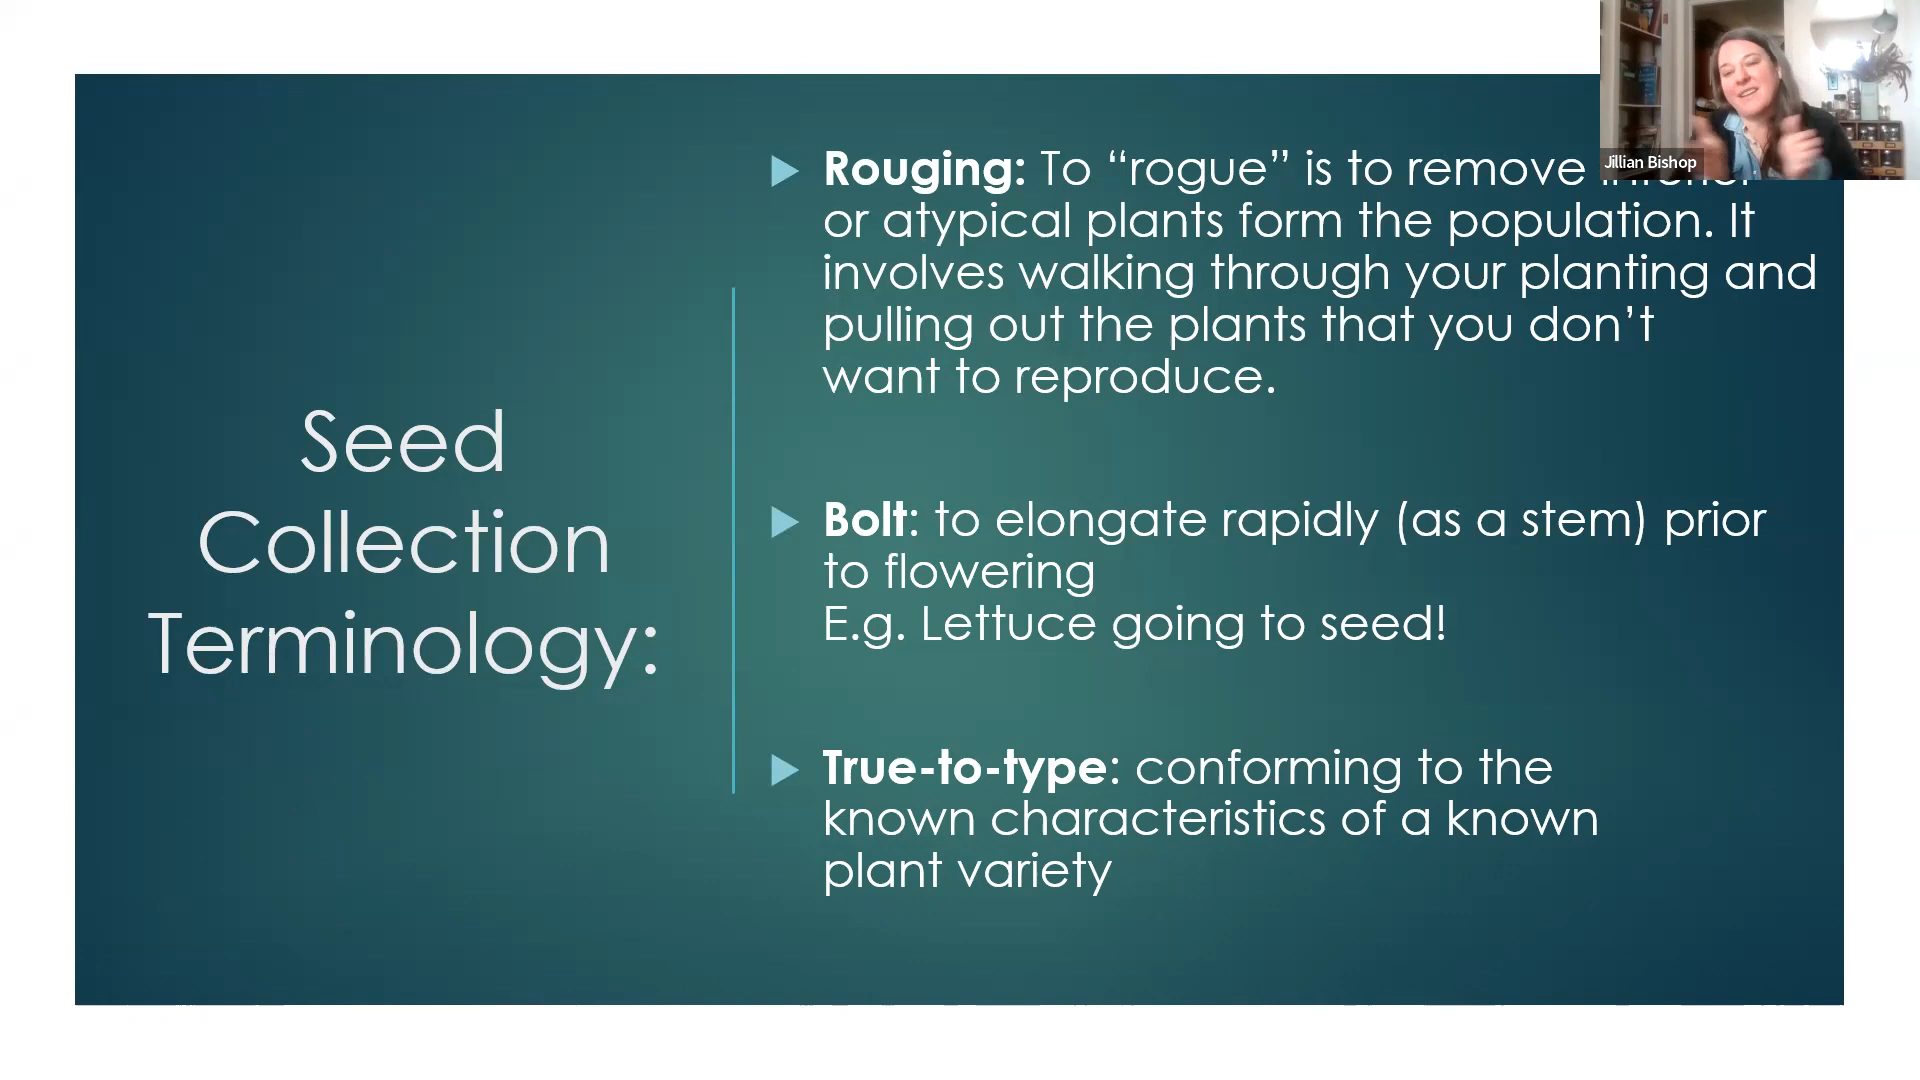 Seed
Collection
Terminology:
Rouging: To “rogue” is to remove
or atypical plants form the population. It
involves walking through your planting and
pulling out the plants that you don’t
want to reproduce.
Bolt: to elongate rapidly (as a stem) prior
to flowering
E.g. Lettuce going to seed!
True-to-type: conforming to the
known characteristics of a known
plant variety
Jillian Bishop